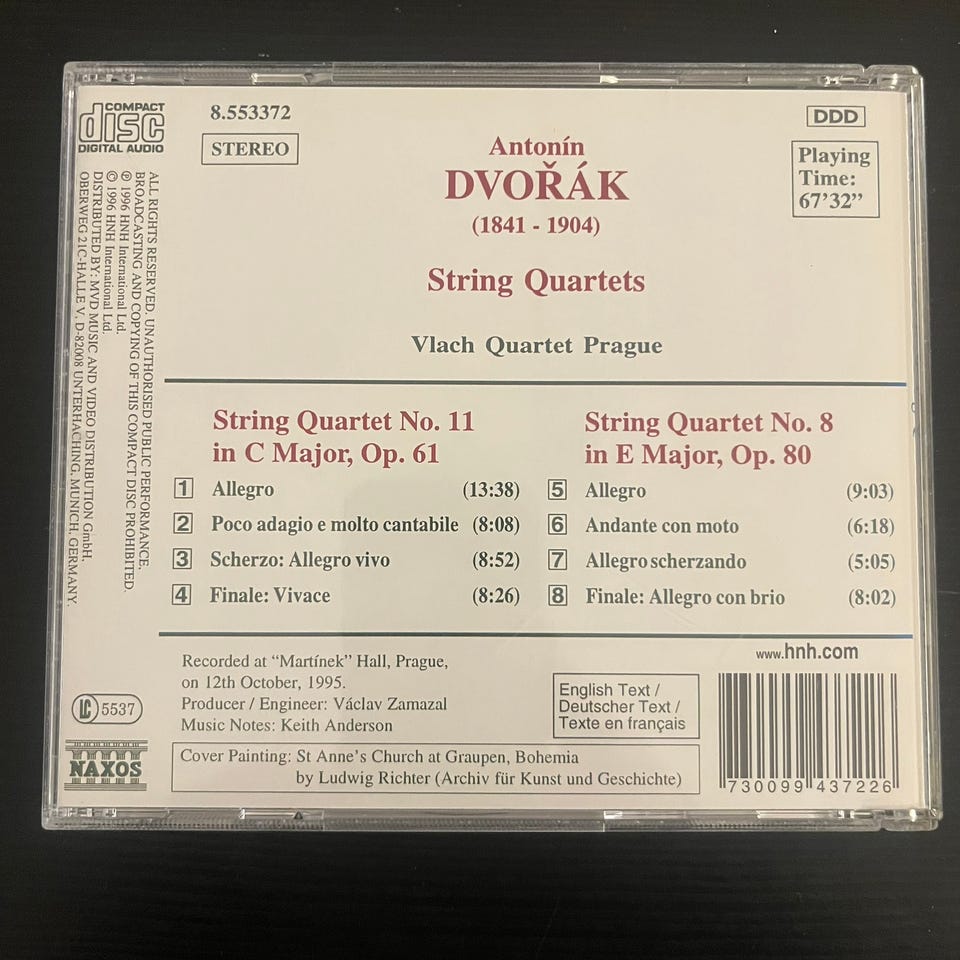 COMPACT
disc
DIGITAL AUDIO
8.553372
STEREO
DDD
Playing
Time:
67’32”
Antonín
DVOŘÁK
(1841 - 1904)
String Quartets
Vlach Quartet Prague
String Quartet No. 11
in C Major, Op. 61
1 Allegro (13:38)
2 Poco adagio e molto cantabile (8:08)
3 Scherzo: Allegro vivo (8:52)
4 Finale: Vivace (8:26)
String Quartet No. 8
in E Major, Op. 80
5 Allegro (9:03)
6 Andante con moto (6:18)
7 Allegro scherzando (5:05)
8 Finale: Allegro con brio (8:02)
ALL RIGHTS RESERVED. UNAUTHORISED PUBLIC PERFORMANCE,
BROADCASTING AND COPYING OF THIS COMPACT DISC PROHIBITED.
℗ 1996 HNH International Ltd.
© 1996 HNH International Ltd.
DISTRIBUTED BY: MVD MUSIC AND VIDEO DISTRIBUTION GmbH,
OBERWEG 21C-HALLE V, D-82008 UNTERHACHING, MUNICH, GERMANY.
Recorded at “Martínek” Hall, Prague,
on 12th October, 1995.
Producer / Engineer: Václav Zamazal
Music Notes: Keith Anderson
www.hnh.com
English Text /
Deutscher Text /
Texte en français
LC 5537
NAXOS
Cover Painting: St Anne’s Church at Graupen, Bohemia
by Ludwig Richter (Archiv für Kunst und Geschichte)
730099 437226